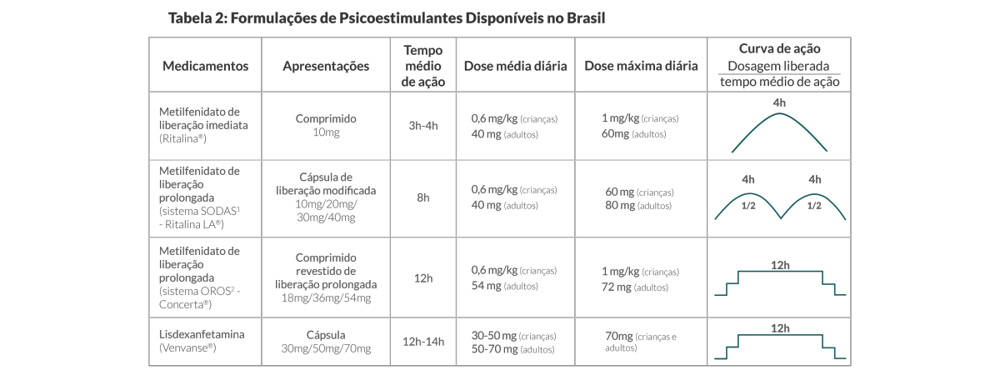 Tabela 2: Formulações de Psicoestimulantes Disponíveis no Brasil
Medicamentos
Apresentações
Tempo
médio
de ação
Dose média diária
Dose máxima diária
Curva de ação
Dosagem liberada
tempo médio de ação
Metilfenidato de
liberação imediata
(Ritalina®)
Comprimido
10mg
3h-4h
0,6 mg/kg (crianças)
40 mg (adultos)
1 mg/kg (crianças)
60mg (adultos)
4h
Metilfenidato de
liberação
prolongada
(sistema SODAS¹
- Ritalina LA®)
Cápsula de
liberação modificada
10mg/20mg/
30mg/40mg
8h
0,6 mg/kg (crianças)
40 mg (adultos)
60 mg (crianças)
80 mg (adultos)
4h 4h
1/2 1/2
Metilfenidato de
liberação
prolongada
(sistema OROS² -
Concerta®)
Comprimido
revestido de
liberação prolongada
18mg/36mg/54mg
12h
0,6 mg/kg (crianças)
54 mg (adultos)
1 mg/kg (crianças)
72 mg (adultos)
12h
Lisdexanfetamina
(Venvanse®)
Cápsula
30mg/50mg/70mg
12h-14h
30-50 mg (crianças)
50-70 mg (adultos)
70mg (crianças e
adultos)
12h